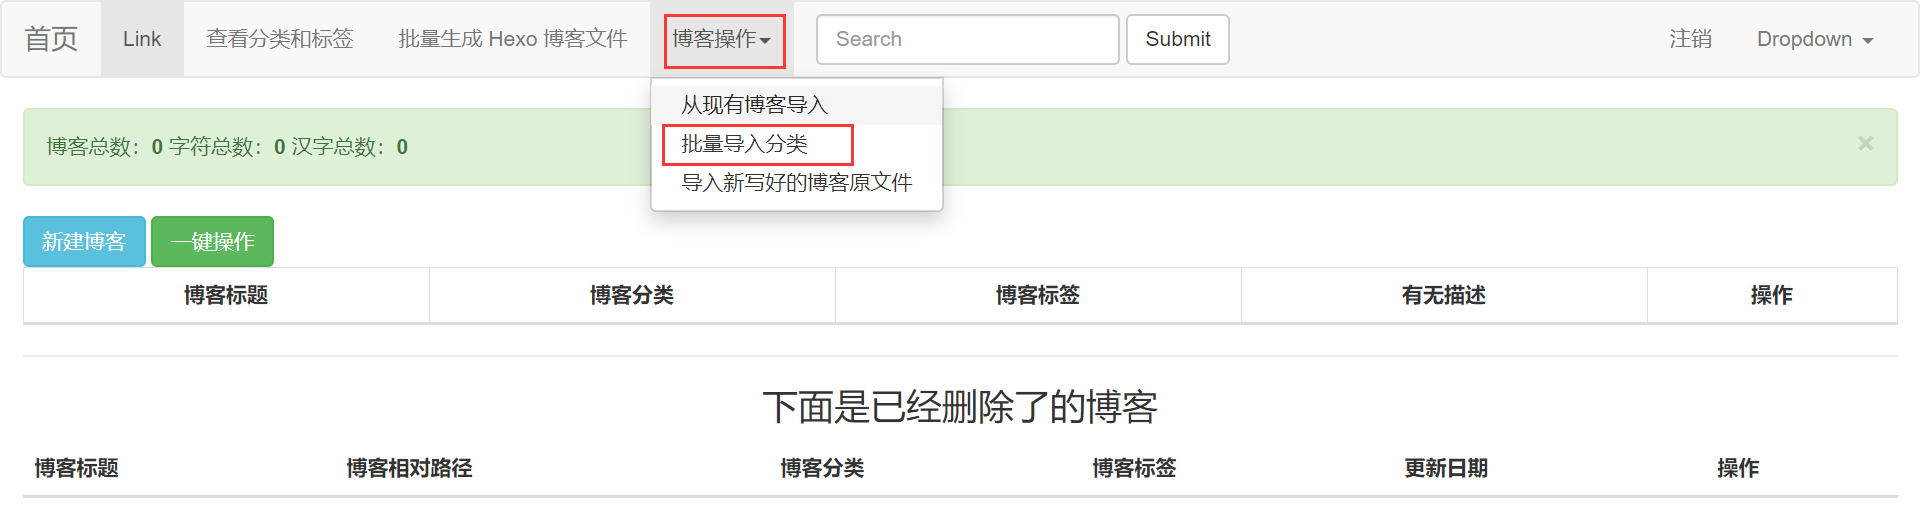 首页 Link 查看分类和标签 批量生成 Hexo 博客文件 博客操作 Search Submit 注销 Dropdown
从现有博客导入
批量导入分类
导入新写好的博客原文件
博客总数：0 字符总数：0 汉字总数：0 ×
新建博客 一键操作
博客标题 博客分类 博客标签 有无描述 操作
下面是已经删除了的博客
博客标题 博客相对路径 博客分类 博客标签 更新日期 操作